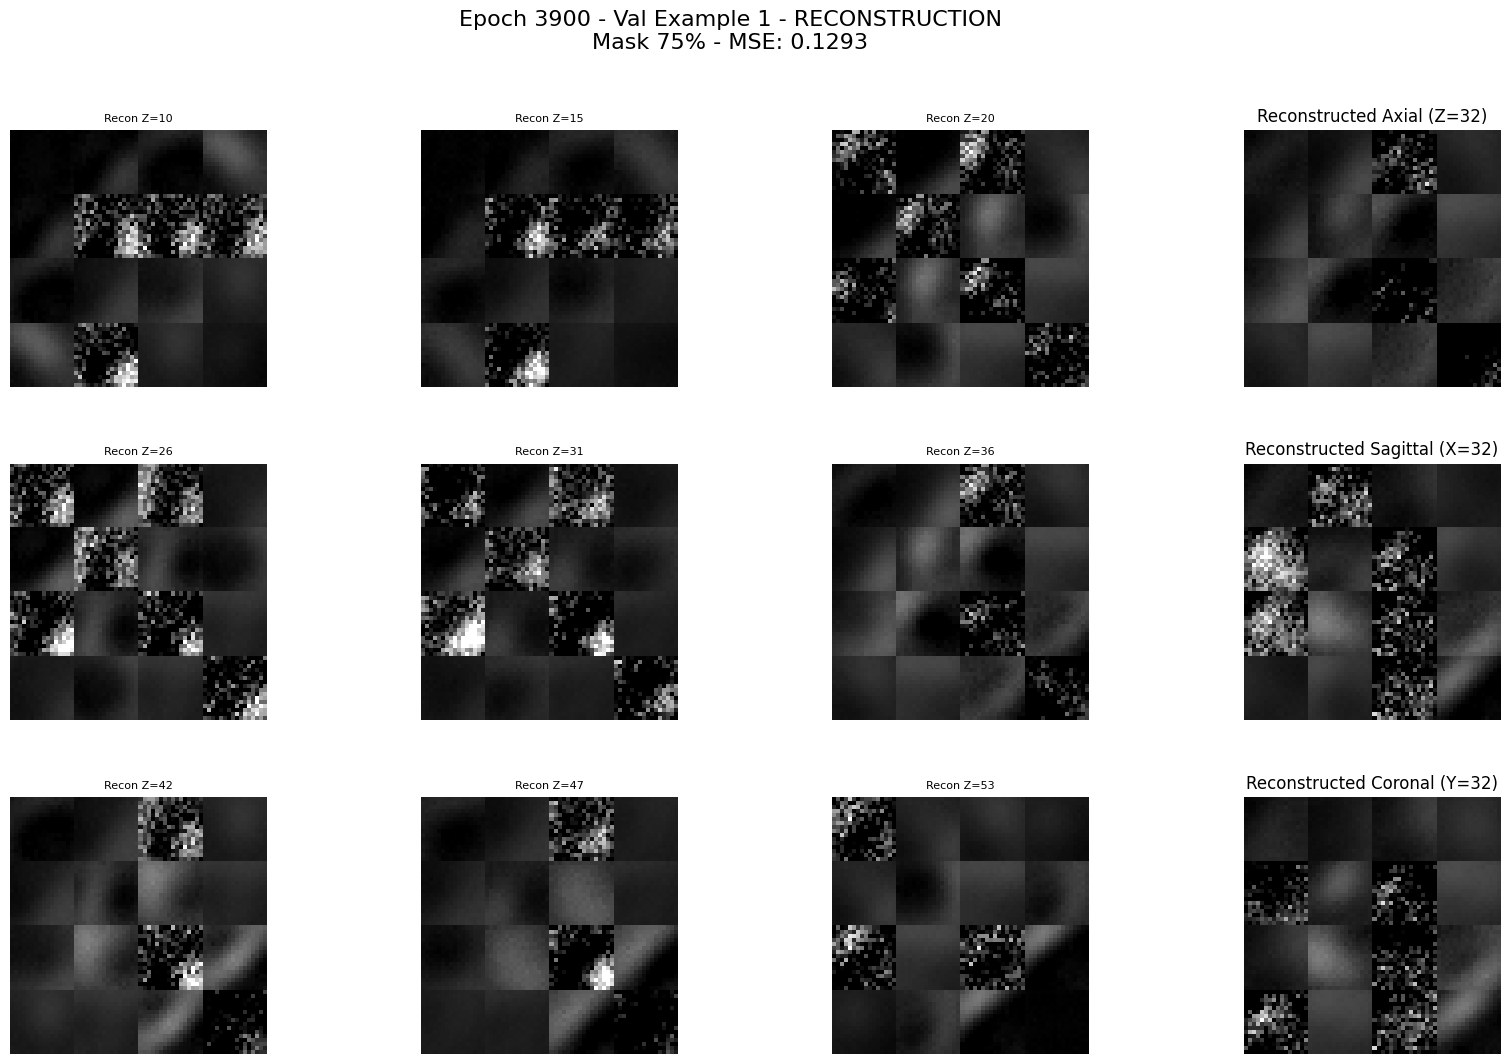 Epoch 3900 - Val Example 1 - RECONSTRUCTION
Mask 75% - MSE: 0.1293
Recon Z=10
Recon Z=15
Recon Z=20
Reconstructed Axial (Z=32)
Recon Z=26
Recon Z=31
Recon Z=36
Reconstructed Sagittal (X=32)
Recon Z=42
Recon Z=47
Recon Z=53
Reconstructed Coronal (Y=32)